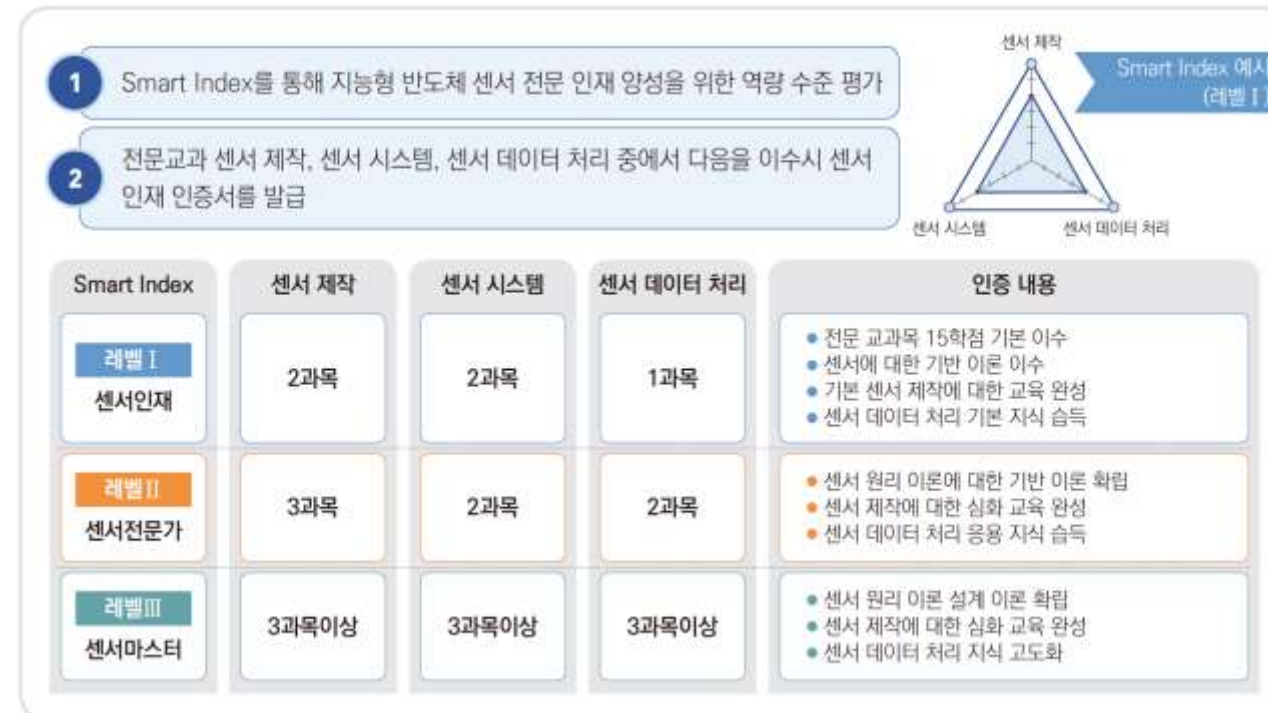 1
Smart Index를 통해 지능형 반도체 센서 전문 인재 양성을 위한 역량 수준 평가
2
전문교과 센서 제작, 센서 시스템, 센서 데이터 처리 중에서 다음을 이수시 센서
인재 인증서를 발급
센서 제작
센서 시스템
센서 데이터 처리
Smart Index 예시
(레벨 Ⅰ)
Smart Index 센서 제작 센서 시스템 센서 데이터 처리 인증 내용
레벨 Ⅰ
센서인재
2과목
2과목
1과목
● 전문 교과목 15학점 기본 이수
● 센서에 대한 기반 이론 이수
● 기본 센서 제작에 대한 교육 완성
● 센서 데이터 처리 기본 지식 습득
레벨Ⅱ
센서전문가
3과목
2과목
2과목
● 센서 원리 이론에 대한 기반 이론 확립
● 센서 제작에 대한 심화 교육 완성
● 센서 데이터 처리 응용 지식 습득
레벨Ⅲ
센서마스터
3과목이상
3과목이상
3과목이상
● 센서 원리 이론 설계 이론 확립
● 센서 제작에 대한 심화 교육 완성
● 센서 데이터 처리 지식 고도화